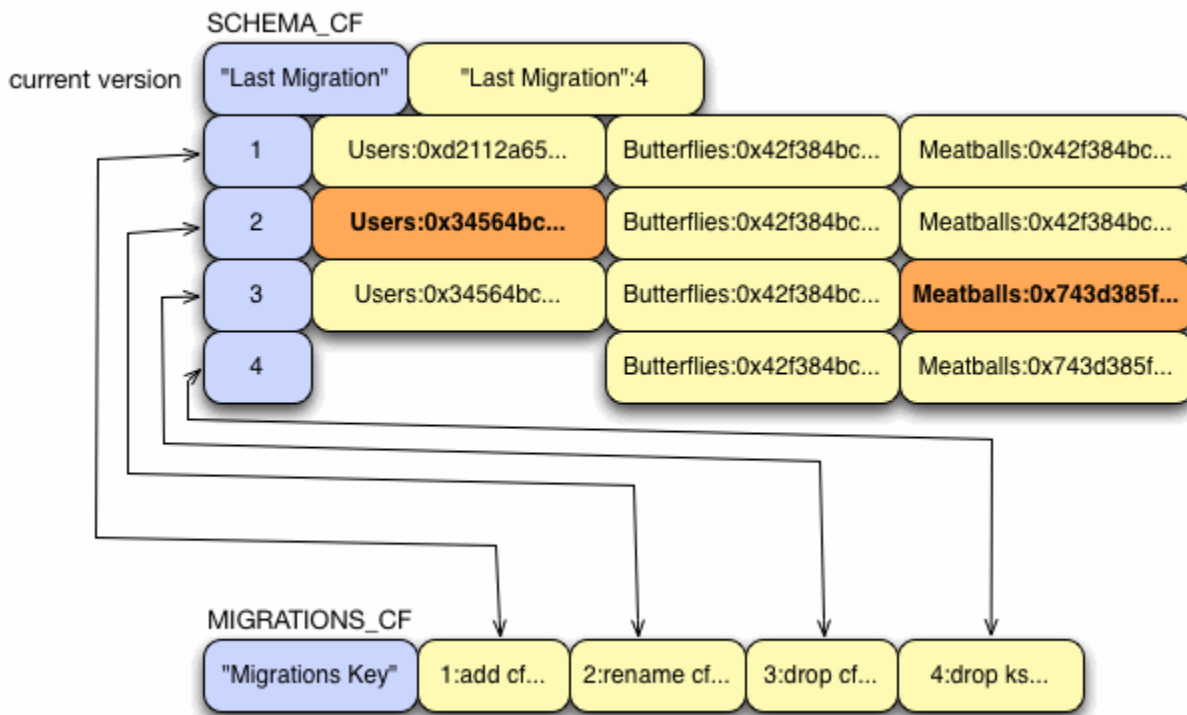 SCHEMA_CF
current version "Last Migration" "Last Migration":4
1 Users:0xd2112a65... Butterflies:0x42f384bc... Meatballs:0x42f384bc...
2 Users:0x34564bc... Butterflies:0x42f384bc... Meatballs:0x42f384bc...
3 Users:0x34564bc... Butterflies:0x42f384bc... Meatballs:0x743d385f...
4 Butterflies:0x42f384bc... Meatballs:0x743d385f...
MIGRATIONS_CF
"Migrations Key" 1:add cf... 2:rename cf... 3:drop cf... 4:drop ks...